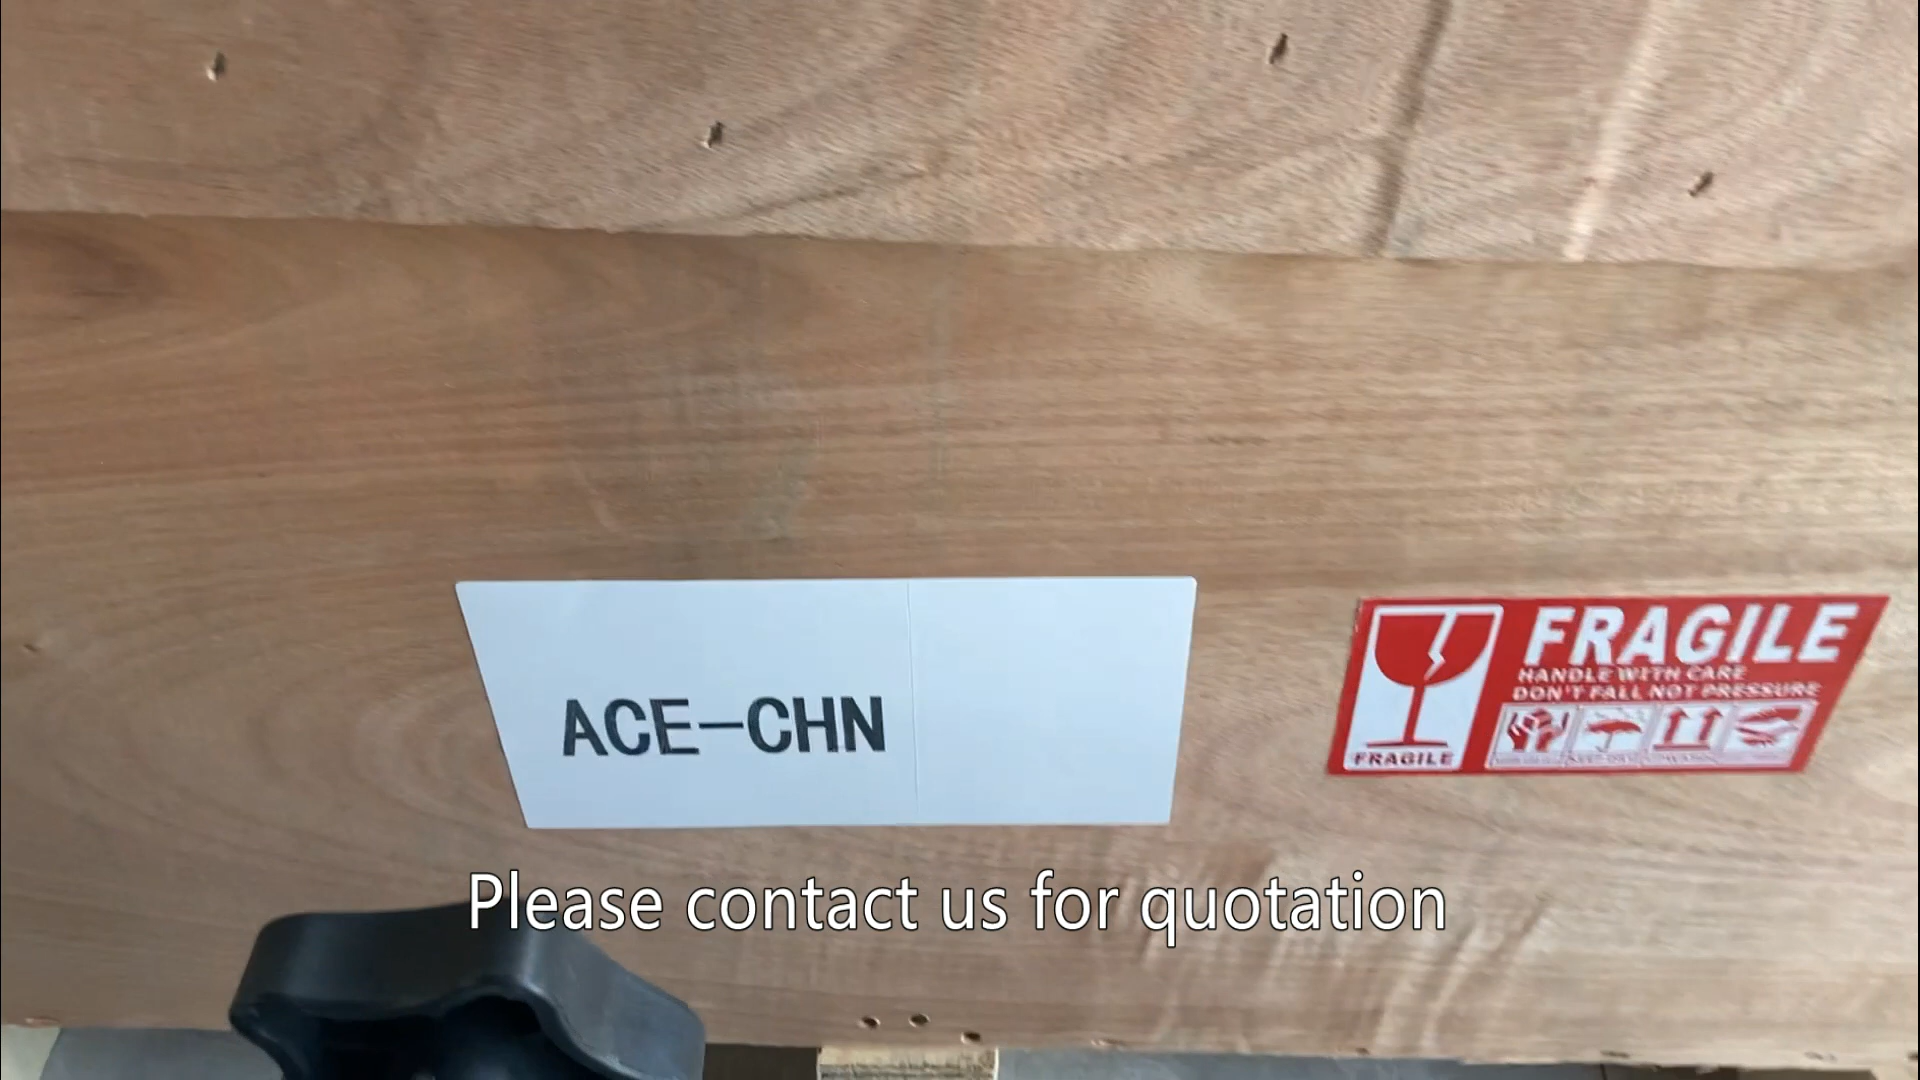 ACE-CHN
FRAGILE
HANDLE WITH CARE
DON'T FALL NOT PRESSURE
FRAGILE
Please contact us for quotation